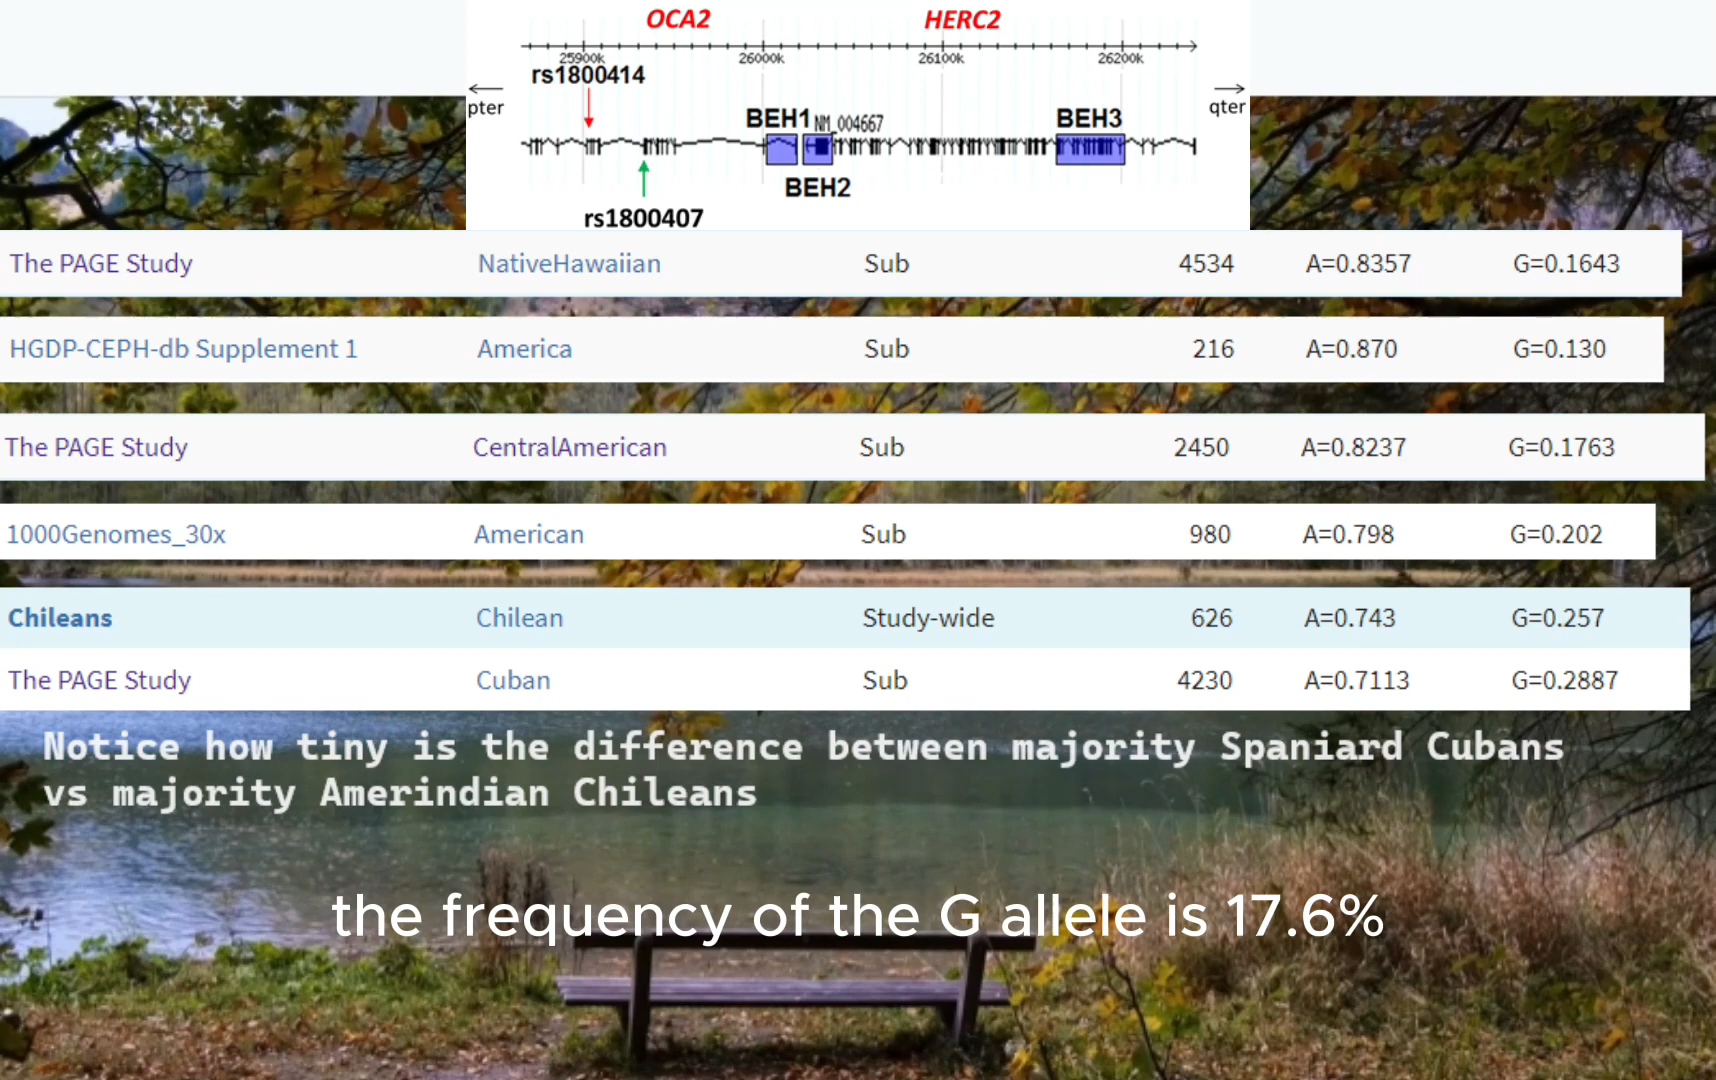 OCA2 HERC2
25900k 26000k 26100k 26200k
rs1800414
pter qter
BEH1 NM_004667 BEH3
BEH2
rs1800407
The PAGE Study NativeHawaiian Sub 4534 A=0.8357 G=0.1643
HGDP-CEPH-db Supplement 1 America Sub 216 A=0.870 G=0.130
The PAGE Study CentralAmerican Sub 2450 A=0.8237 G=0.1763
1000Genomes_30x American Sub 980 A=0.798 G=0.202
Chileans Chilean Study-wide 626 A=0.743 G=0.257
The PAGE Study Cuban Sub 4230 A=0.7113 G=0.2887
Notice how tiny is the difference between majority Spaniard Cubans
vs majority Amerindian Chileans
the frequency of the G allele is 17.6%